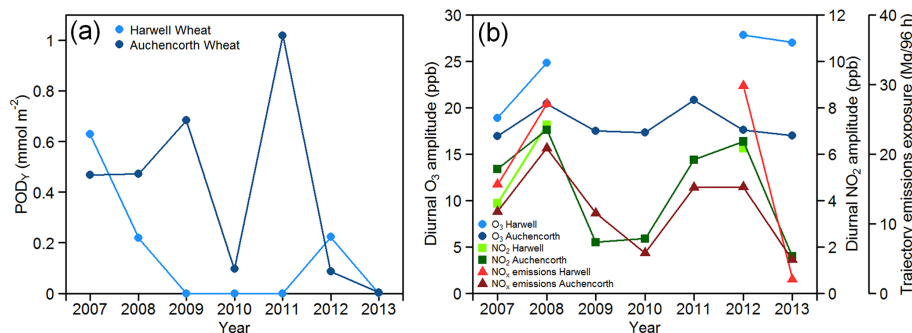 (a)
Harwell Wheat
Auchencorth Wheat
POD_Y (mmol m⁻²)
1
0.8
0.6
0.4
0.2
0
2007 2008 2009 2010 2011 2012 2013
Year
(b)
Diurnal O₃ amplitude (ppb)
30
25
20
15
10
5
0
O₃ Harwell
O₃ Auchencorth
NO₂ Harwell
NO₂ Auchencorth
NOₓ emissions Harwell
NOₓ emissions Auchencorth
2007 2008 2009 2010 2011 2012 2013
Year
12
10
8
6
4
2
0
Diurnal NO₂ amplitude (ppb)
40
30
20
10
0
Trajectory emissions exposure (Mg/96 h)